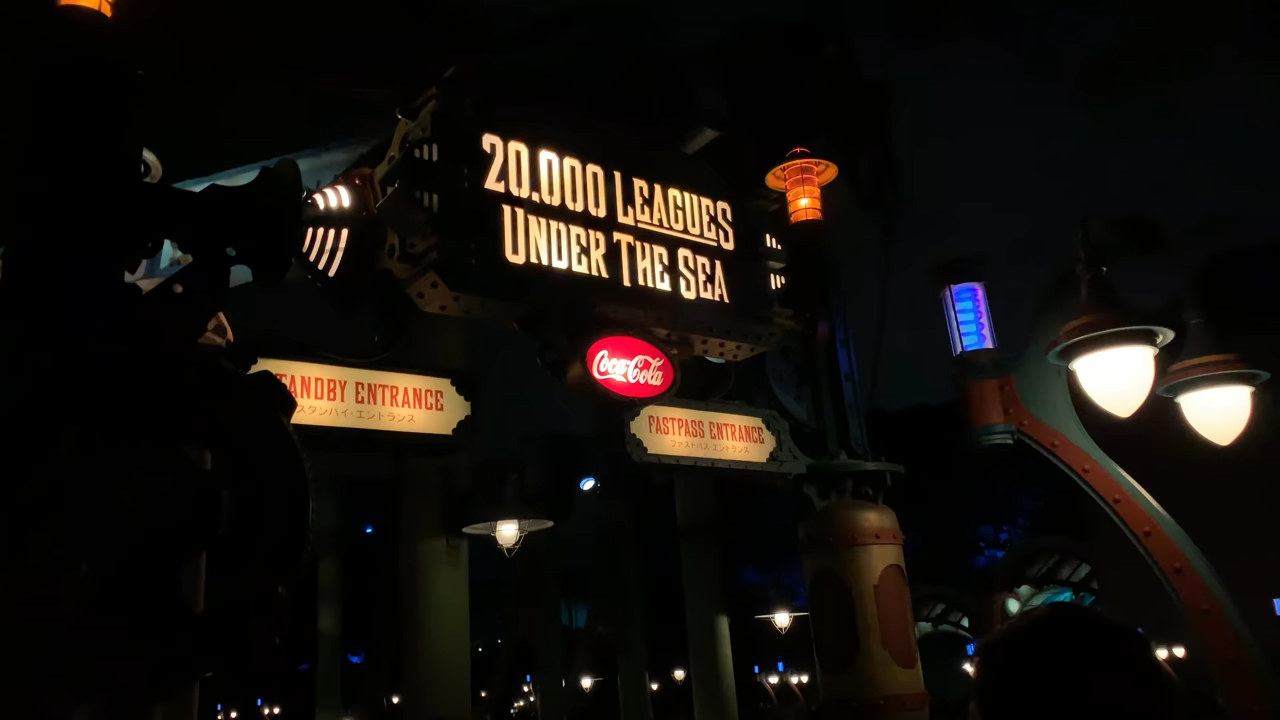 20.000 LEAGUES
UNDER THE SEA
Coca-Cola
STANDBY ENTRANCE
スタンバイ・エントランス
FASTPASS ENTRANCE
ファストパス・エントランス